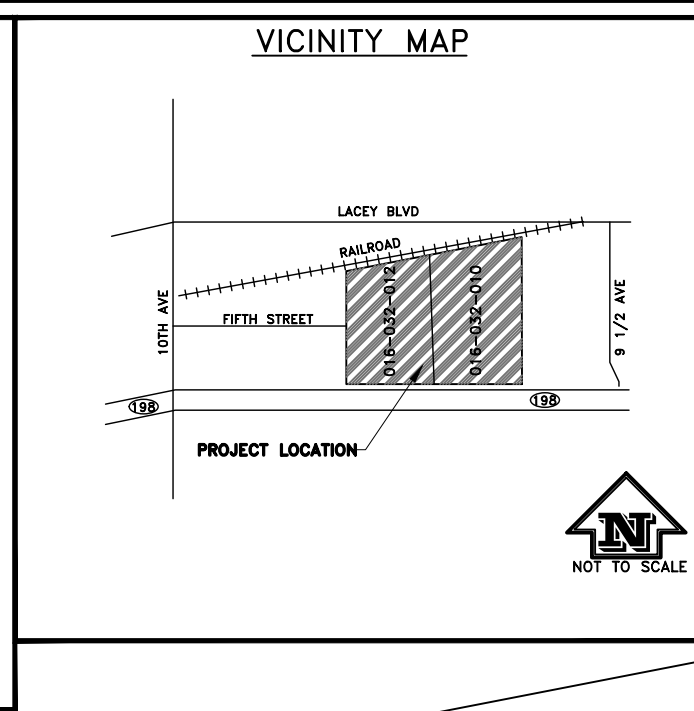 VICINITY MAP
LACEY BLVD
RAILROAD
10TH AVE
FIFTH STREET
016-032-012
016-032-010
9 1/2 AVE
198
198
PROJECT LOCATION
N
NOT TO SCALE